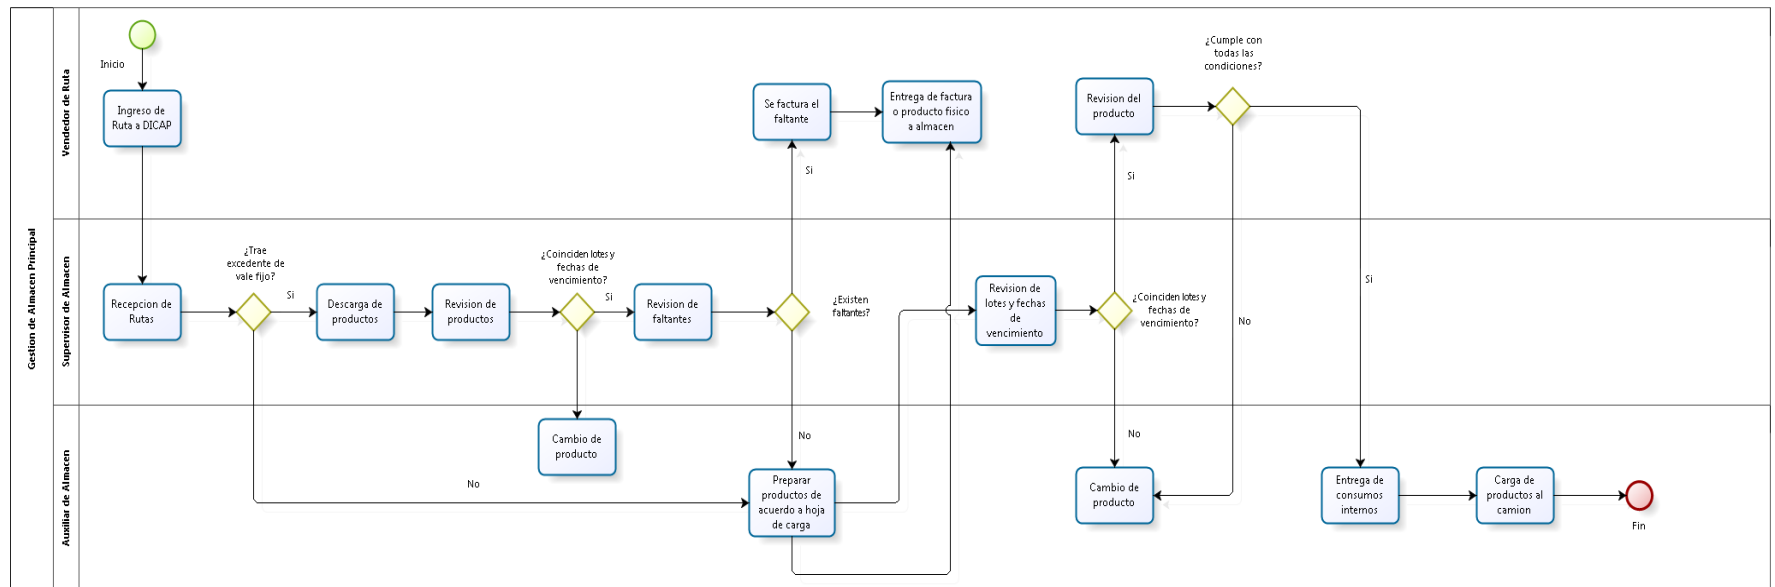 Gestion de Almacen Principal
Vendedor de Ruta
Inicio
Ingreso de
Ruta a DICAP
Se factura el
faltante
Entrega de factura
o producto fisico
a almacen
Si
Revision del
producto
Si
¿Cumple con
todas las
condiciones?
Supervisor de Almacen
Recepcion de
Rutas
¿Trae
excedente de
vale fijo?
Si
Descarga de
productos
Revision de
productos
¿Coinciden lotes y
fechas de
vencimiento?
Si
Revision de
faltantes
¿Existen
faltantes?
Revision de
lotes y fechas
de
vencimiento
¿Coinciden lotes y
fechas de
vencimiento?
No
Si
Auxiliar de Almacen
No
Cambio de
producto
No
Preparar
productos de
acuerdo a hoja
de carga
No
Cambio de
producto
Entrega de
consumos
internos
Carga de
productos al
camion
Fin